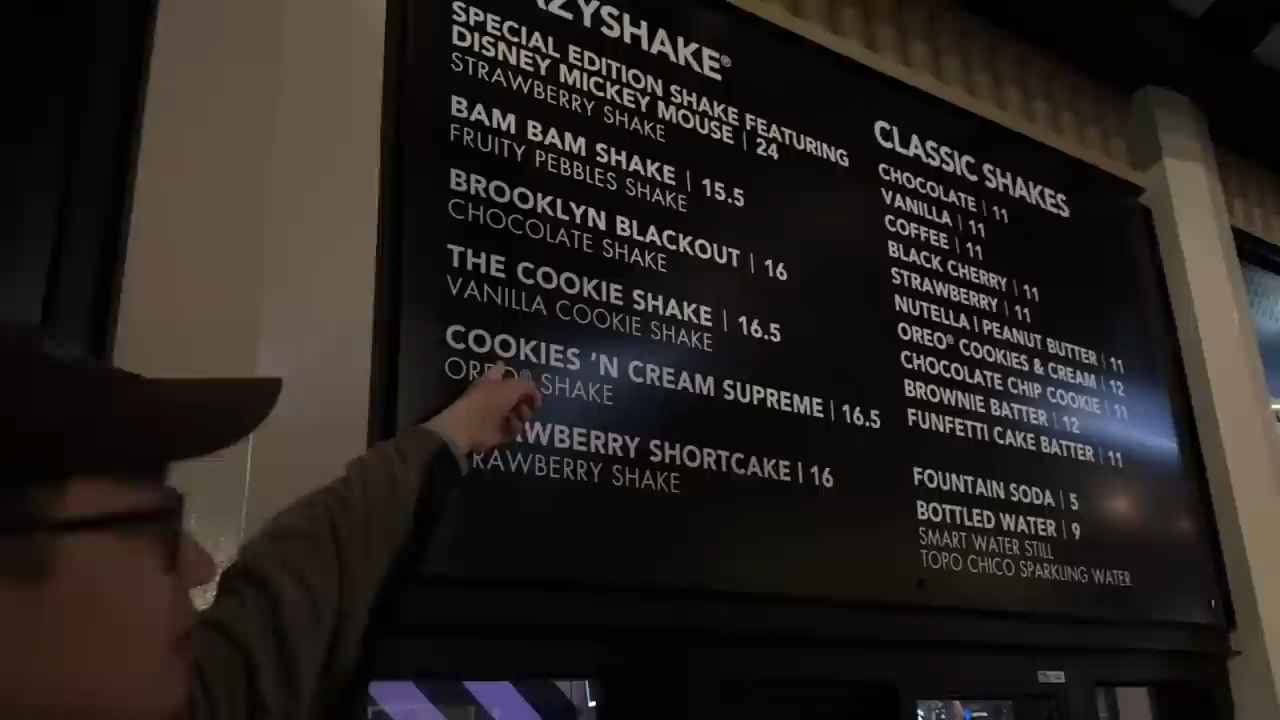 ZYSHAKE®
SPECIAL EDITION SHAKE FEATURING
DISNEY MICKEY MOUSE | 24
STRAWBERRY SHAKE
BAM BAM SHAKE | 15.5
FRUITY PEBBLES SHAKE
BROOKLYN BLACKOUT | 16
CHOCOLATE SHAKE
THE COOKIE SHAKE | 16.5
VANILLA COOKIE SHAKE
COOKIES 'N CREAM SUPREME | 16.5
OREO® SHAKE
WBERRY SHORTCAKE | 16
RAWBERRY SHAKE
CLASSIC SHAKES
CHOCOLATE | 11
VANILLA | 11
COFFEE | 11
BLACK CHERRY | 11
STRAWBERRY | 11
NUTELLA | PEANUT BUTTER | 11
OREO® COOKIES & CREAM | 12
CHOCOLATE CHIP COOKIE | 11
BROWNIE BATTER | 12
FUNFETTI CAKE BATTER | 11
FOUNTAIN SODA | 5
BOTTLED WATER | 9
SMART WATER STILL
TOPO CHICO SPARKLING WATER